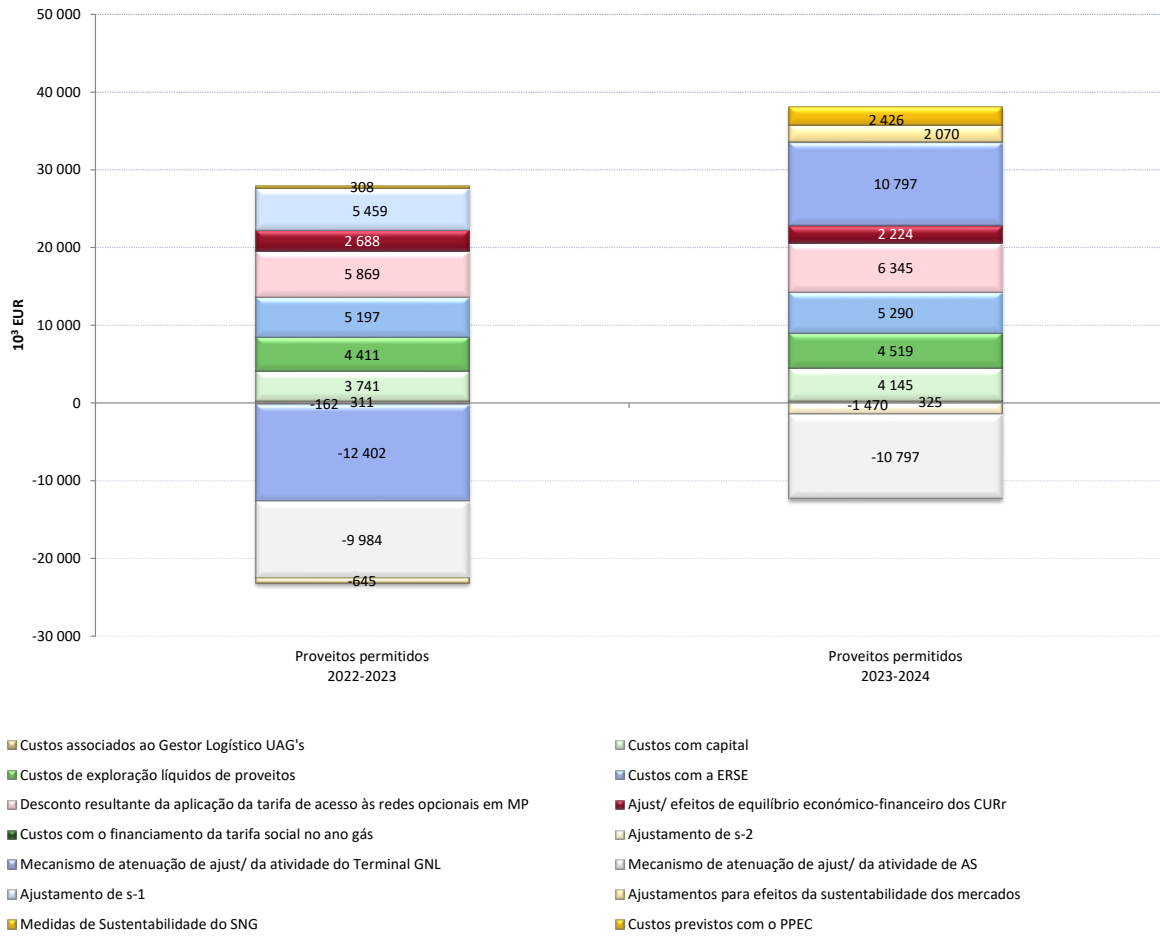 50 000
40 000
30 000
20 000
10 000
0
-10 000
-20 000
-30 000
10³ EUR
308
5 459
2 688
5 869
5 197
4 411
3 741
311
-162
-12 402
-9 984
-645
2 426
2 070
10 797
2 224
6 345
5 290
4 519
4 145
325
-1 470
-10 797
Proveitos permitidos
2022-2023
Proveitos permitidos
2023-2024
Custos associados ao Gestor Logístico UAG's
Custos com capital
Custos de exploração líquidos de proveitos
Custos com a ERSE
Desconto resultante da aplicação da tarifa de acesso às redes opcionais em MP
Ajust/ efeitos de equilíbrio económico-financeiro dos CURr
Custos com o financiamento da tarifa social no ano gás
Ajustamento de s-2
Mecanismo de atenuação de ajust/ da atividade do Terminal GNL
Mecanismo de atenuação de ajust/ da atividade de AS
Ajustamento de s-1
Ajustamentos para efeitos da sustentabilidade dos mercados
Medidas de Sustentabilidade do SNG
Custos previstos com o PPEC